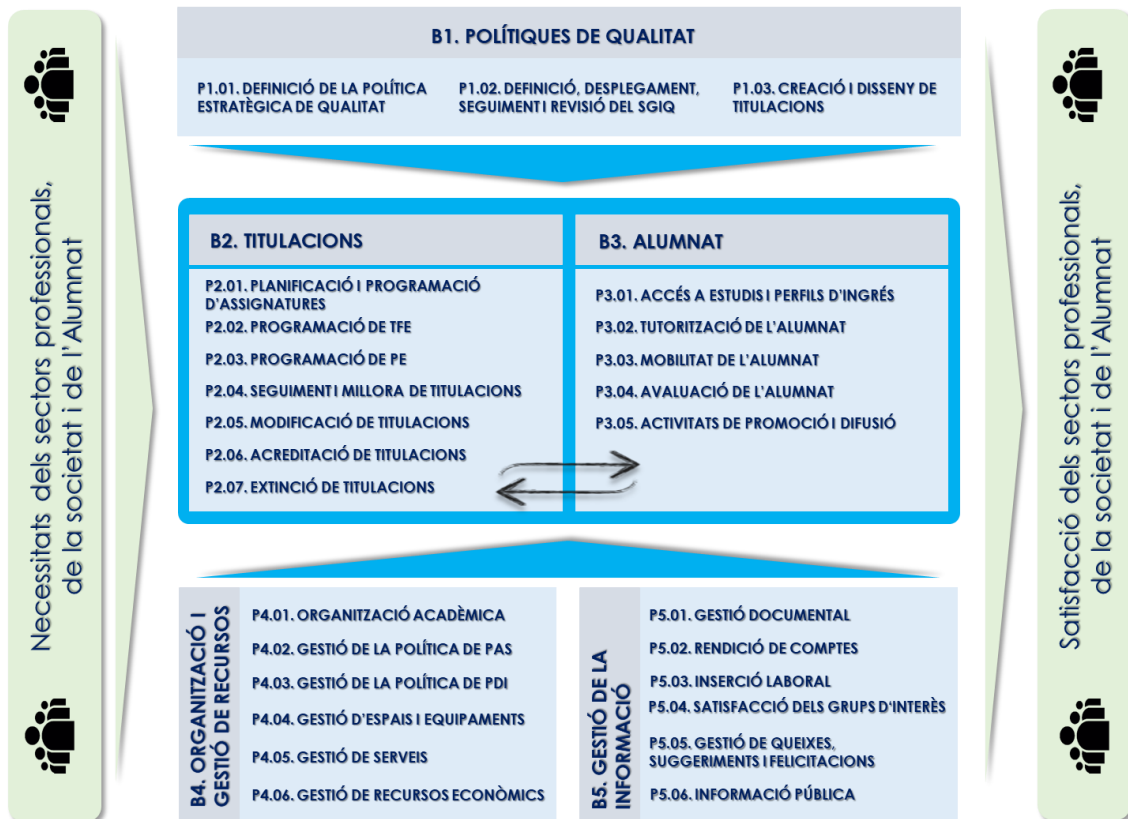 Necessitats dels sectors professionals,
de la societat i de l'Alumnat
B1. POLÍTIQUES DE QUALITAT
P1.01. DEFINICIÓ DE LA POLÍTICA
ESTRATÈGICA DE QUALITAT
P1.02. DEFINICIÓ, DESPLEGAMENT,
SEGUIMENT I REVISIÓ DEL SGIQ
P1.03. CREACIÓ I DISSENY DE
TITULACIONS
B2. TITULACIONS
P2.01. PLANIFICACIÓ I PROGRAMACIÓ
D'ASSIGNATURES
P2.02. PROGRAMACIÓ DE TFE
P2.03. PROGRAMACIÓ DE PE
P2.04. SEGUIMENT I MILLORA DE TITULACIONS
P2.05. MODIFICACIÓ DE TITULACIONS
P2.06. ACREDITACIÓ DE TITULACIONS
P2.07. EXTINCIÓ DE TITULACIONS
B3. ALUMNAT
P3.01. ACCÉS A ESTUDIS I PERFILS D'INGRÉS
P3.02. TUTORITZACIÓ DE L'ALUMNAT
P3.03. MOBILITAT DE L'ALUMNAT
P3.04. AVALUACIÓ DE L'ALUMNAT
P3.05. ACTIVITATS DE PROMOCIÓ I DIFUSIÓ
B4. ORGANITZACIÓ I
GESTIÓ DE RECURSOS
P4.01. ORGANITZACIÓ ACADÈMICA
P4.02. GESTIÓ DE LA POLÍTICA DE PAS
P4.03. GESTIÓ DE LA POLÍTICA DE PDI
P4.04. GESTIÓ D'ESPAIS I EQUIPAMENTS
P4.05. GESTIÓ DE SERVEIS
P4.06. GESTIÓ DE RECURSOS ECONÒMICS
B5. GESTIÓ DE LA
INFORMACIÓ
P5.01. GESTIÓ DOCUMENTAL
P5.02. RENDICIÓ DE COMPTES
P5.03. INSERCIÓ LABORAL
P5.04. SATISFACCIÓ DELS GRUPS D'INTERÈS
P5.05. GESTIÓ DE QUEIXES,
SUGGERIMENTS I FELICITACIONS
P5.06. INFORMACIÓ PÚBLICA
Satisfacció dels sectors professionals,
de la societat i de l'Alumnat